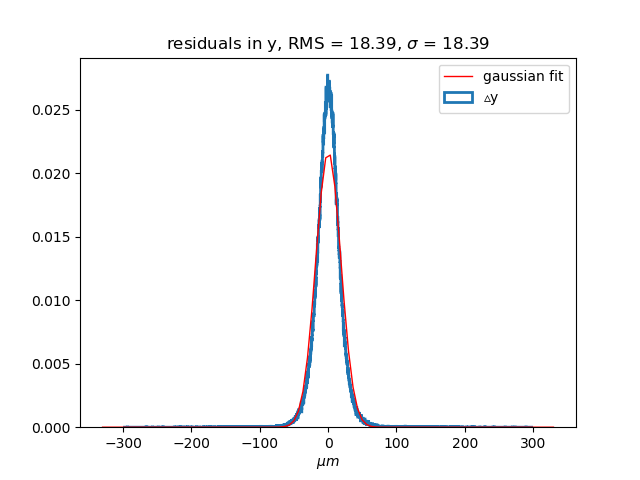 residuals in y, RMS = 18.39, σ = 18.39
gaussian fit
▵y
0.025
0.020
0.015
0.010
0.005
0.000
−300 −200 −100 0 100 200 300
μm